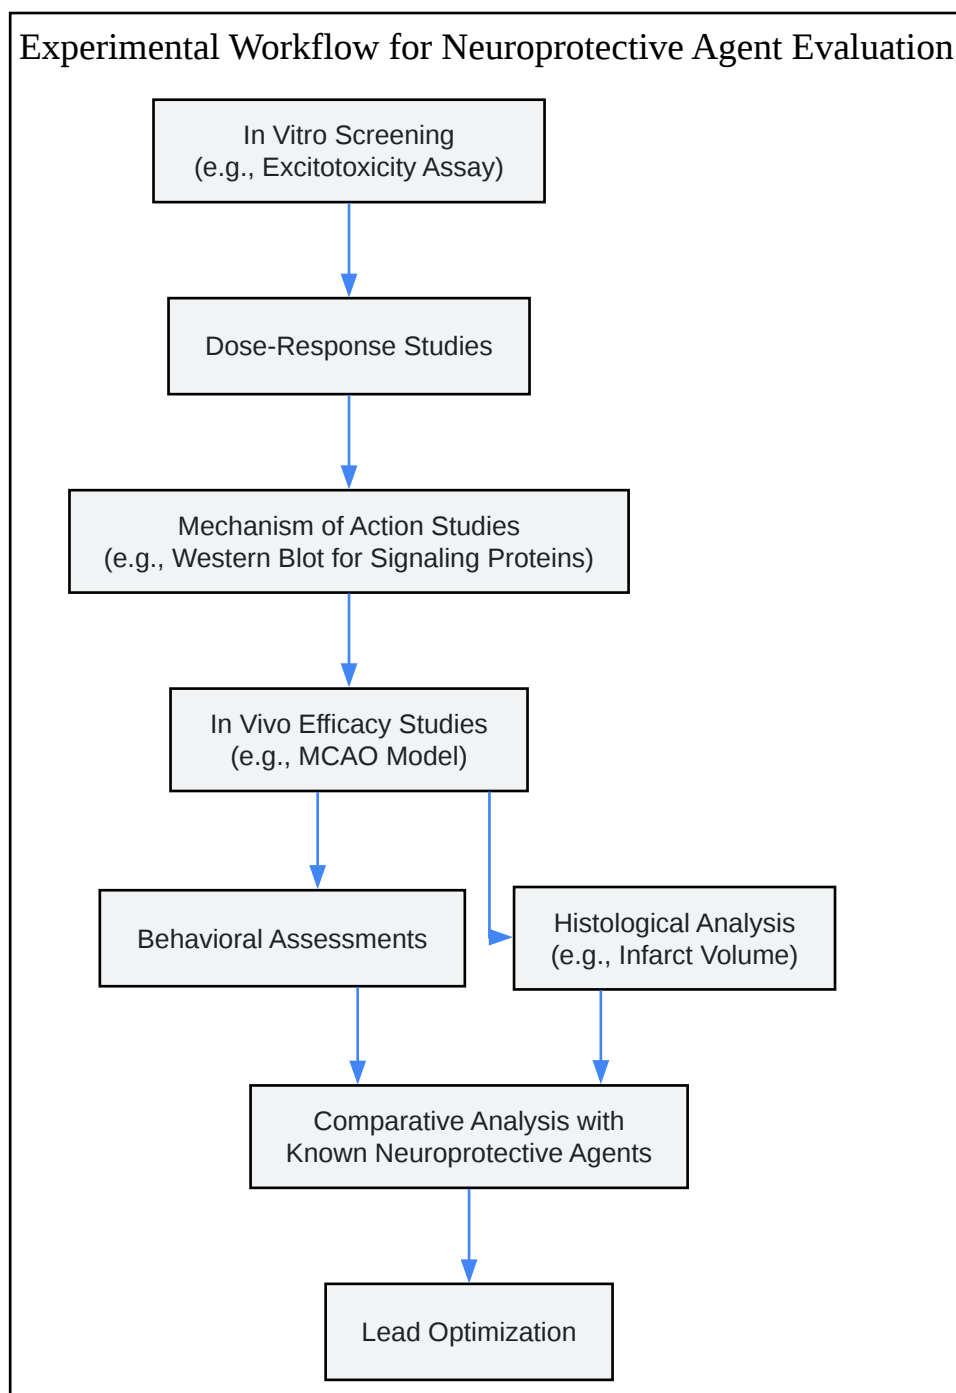 Experimental Workflow for Neuroprotective Agent Evaluation
In Vitro Screening
(e.g., Excitotoxicity Assay)
Dose-Response Studies
Mechanism of Action Studies
(e.g., Western Blot for Signaling Proteins)
In Vivo Efficacy Studies
(e.g., MCAO Model)
Behavioral Assessments
Histological Analysis
(e.g., Infarct Volume)
Comparative Analysis with
Known Neuroprotective Agents
Lead Optimization